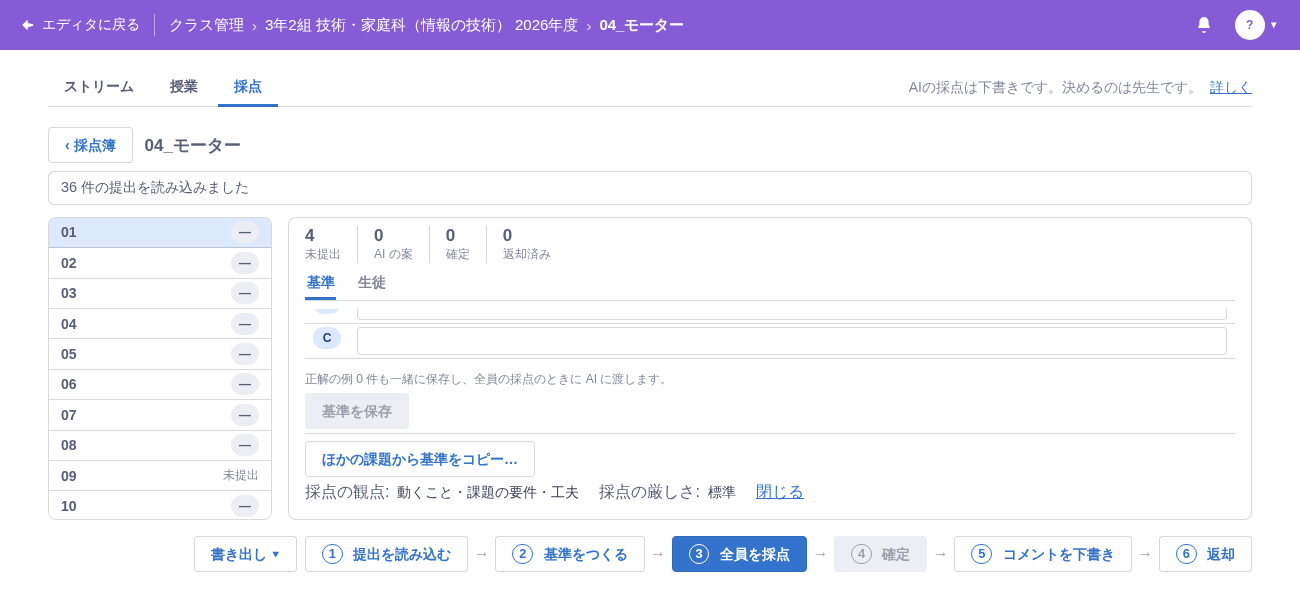 エディタに戻る クラス管理 › 3年2組 技術・家庭科（情報の技術） 2026年度 › 04_モーター ?
ストリーム 授業 採点 AIの採点は下書きです。決めるのは先生です。 詳しく
‹ 採点簿 04_モーター
36 件の提出を読み込みました
01 —
02 —
03 —
04 —
05 —
06 —
07 —
08 —
09 未提出
10 —
4 0 0 0
未提出 AI の案 確定 返却済み
基準 生徒
C
正解の例 0 件も一緒に保存し、全員の採点のときに AI に渡します。
基準を保存
ほかの課題から基準をコピー…
採点の観点: 動くこと・課題の要件・工夫 採点の厳しさ: 標準 閉じる
書き出し ▾ 1 提出を読み込む → 2 基準をつくる → 3 全員を採点 → 4 確定 → 5 コメントを下書き → 6 返却